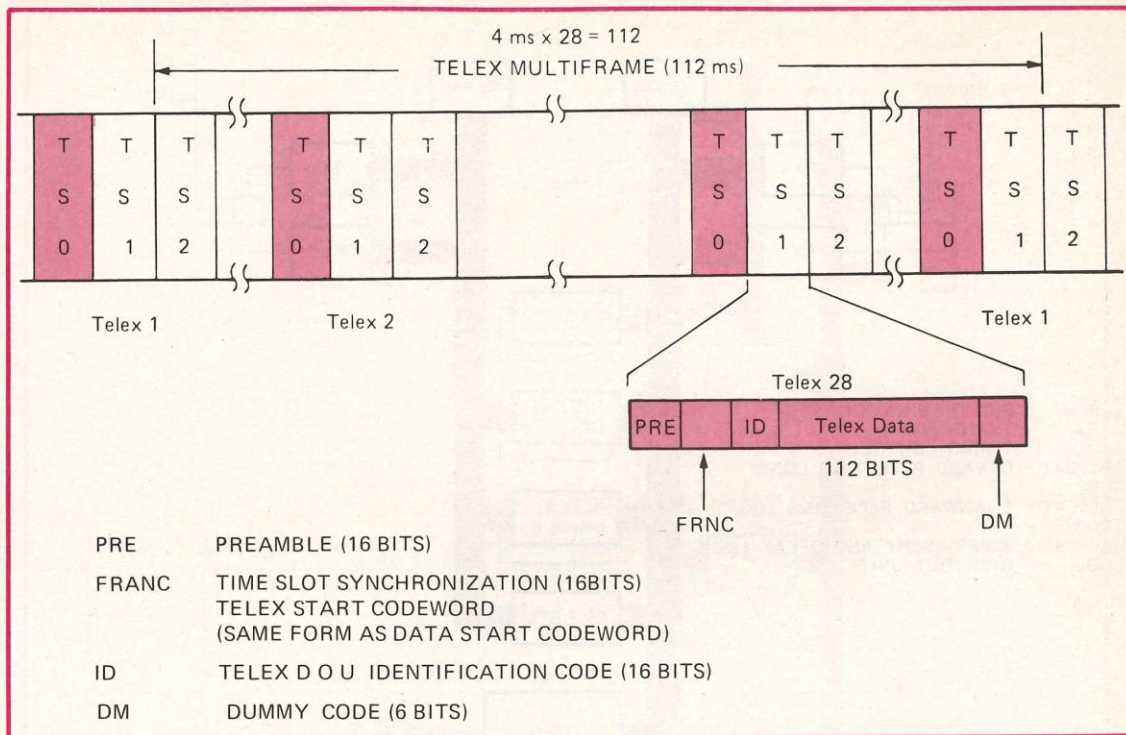 4 ms x 28 = 112
TELEX MULTIFRAME (112 ms)
T T T T T T T T T T T T
S S S S S S S S S S S S
0 1 2 0 1 2 0 1 2 0 1 2
Telex 1 Telex 2 Telex 1
Telex 28
PRE ID Telex Data
112 BITS
FRNC DM
PRE PREAMBLE (16 BITS)
FRANC TIME SLOT SYNCHRONIZATION (16BITS)
TELEX START CODEWORD
(SAME FORM AS DATA START CODEWORD)
ID TELEX D O U IDENTIFICATION CODE (16 BITS)
DM DUMMY CODE (6 BITS)